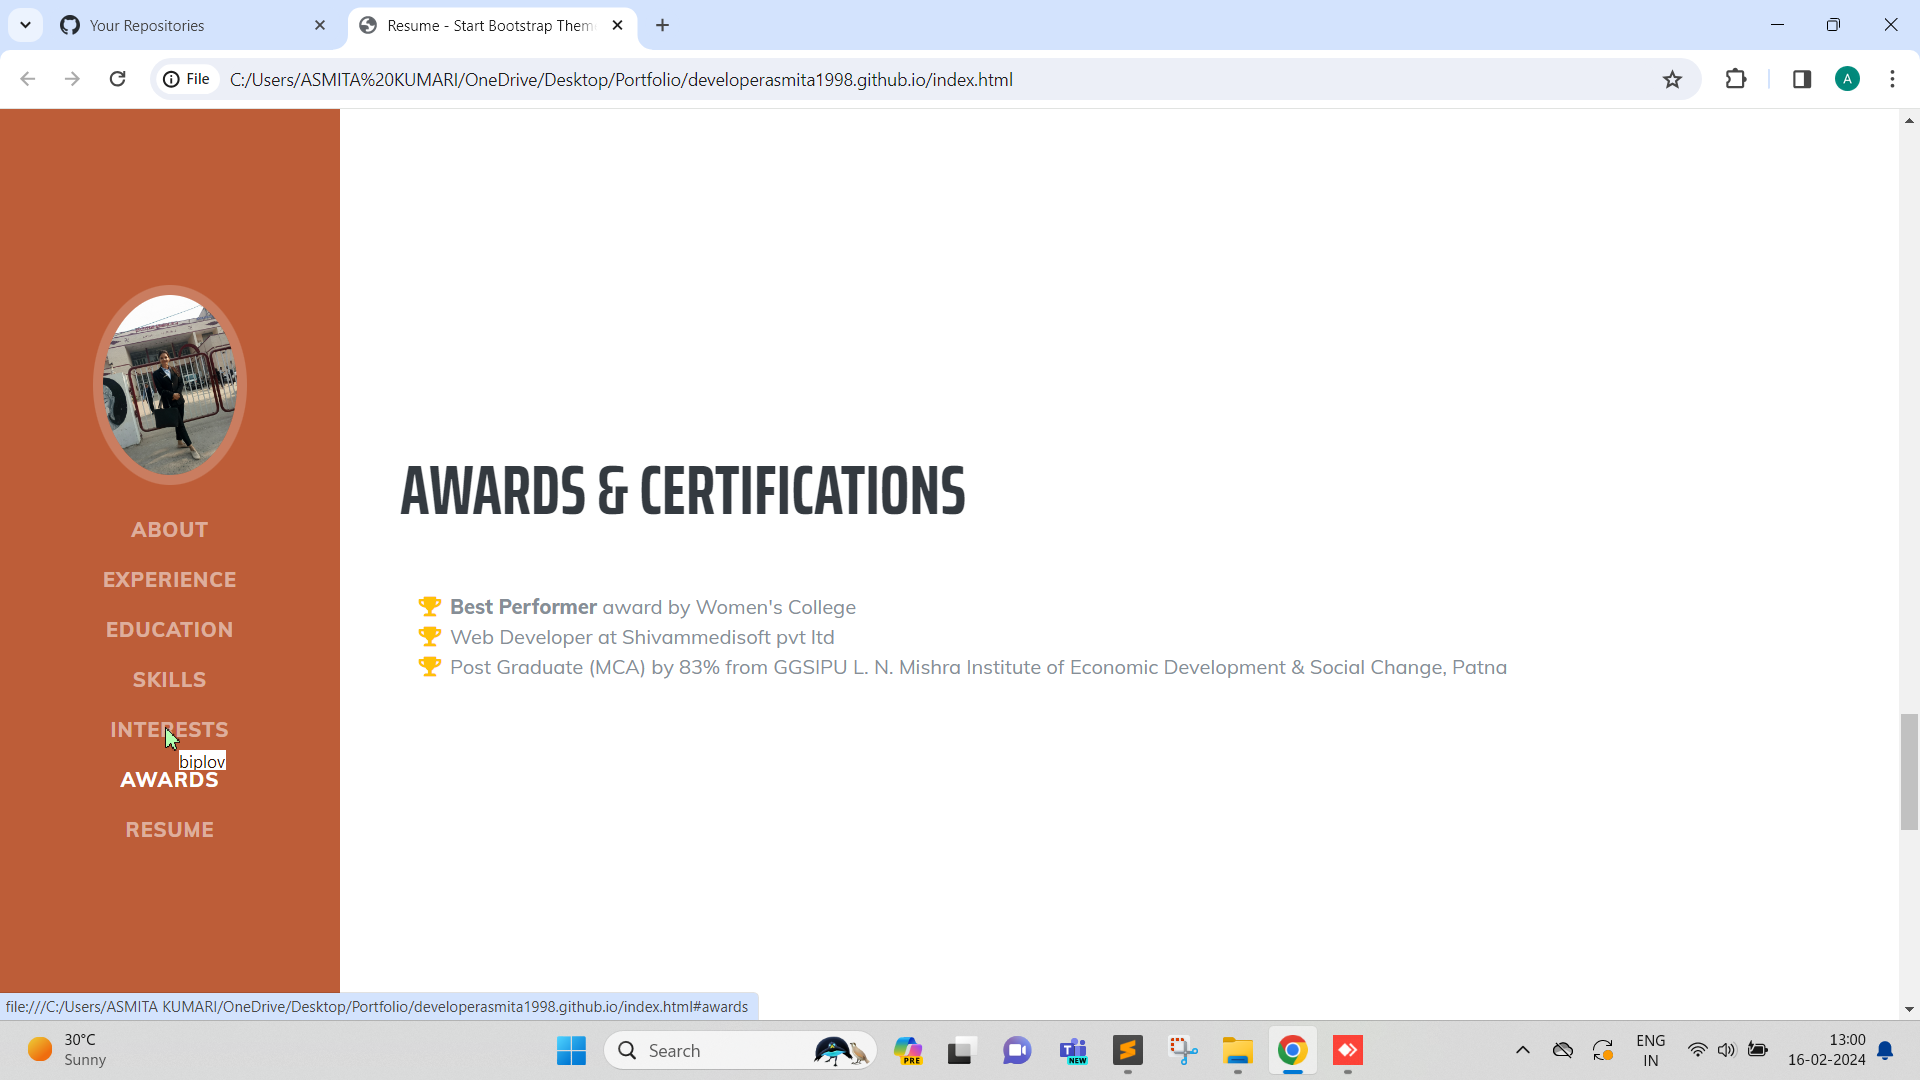 Your Repositories
Resume - Start Bootstrap Them
File
C:/Users/ASMITA%20KUMARI/OneDrive/Desktop/Portfolio/developerasmita1998.github.io/index.html
A
ABOUT
EXPERIENCE
EDUCATION
SKILLS
INTERESTS
biplov
AWARDS
RESUME
AWARDS & CERTIFICATIONS
Best Performer award by Women's College
Web Developer at Shivammedisoft pvt ltd
Post Graduate (MCA) by 83% from GGSIPU L. N. Mishra Institute of Economic Development & Social Change, Patna
file:///C:/Users/ASMITA KUMARI/OneDrive/Desktop/Portfolio/developerasmita1998.github.io/index.html#awards
30°C
Sunny
Search
PRE
NEW
ENG
IN
13:00
16-02-2024